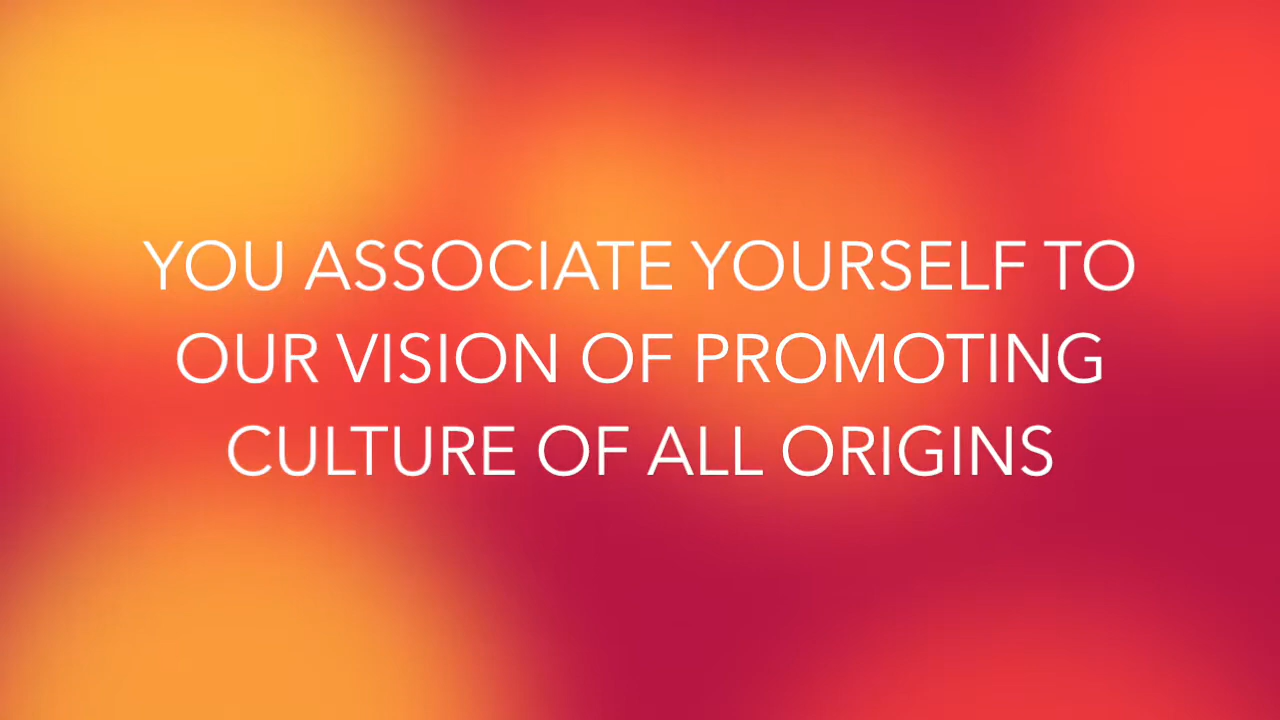 YOU ASSOCIATE YOURSELF TO
OUR VISION OF PROMOTING
CULTURE OF ALL ORIGINS